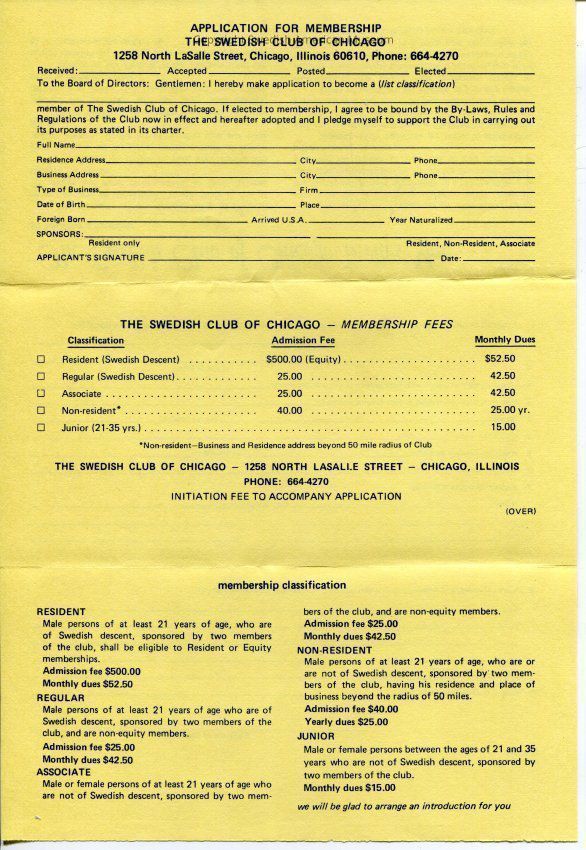 APPLICATION FOR MEMBERSHIP
THE SWEDISH CLUB OF CHICAGO
1258 North LaSalle Street, Chicago, Illinois 60610, Phone: 664-4270
Received: Accepted Posted Elected
To the Board of Directors: Gentlemen: I hereby make application to become a (list classification)
member of The Swedish Club of Chicago. If elected to membership, I agree to be bound by the By-Laws, Rules and
Regulations of the Club now in effect and hereafter adopted and I pledge myself to support the Club in carrying out
its purposes as stated in its charter.
Full Name
Residence Address City Phone
Business Address City Phone
Type of Business Firm
Date of Birth Place
Foreign Born Arrived U.S.A. Year Naturalized
SPONSORS:
Resident only Resident, Non-Resident, Associate
APPLICANT'S SIGNATURE Date:
THE SWEDISH CLUB OF CHICAGO — MEMBERSHIP FEES
Classification Admission Fee Monthly Dues
Resident (Swedish Descent) . . . . . . . . . . . $500.00 (Equity) . . . . . . . . . . . . . . . . . . . . . . $52.50
Regular (Swedish Descent) . . . . . . . . . . . . . 25.00 . . . . . . . . . . . . . . . . . . . . . . . . . . . 42.50
Associate . . . . . . . . . . . . . . . . . . . . . . . . 25.00 . . . . . . . . . . . . . . . . . . . . . . . . . . . 42.50
Non-resident* . . . . . . . . . . . . . . . . . . . . . 40.00 . . . . . . . . . . . . . . . . . . . . . . . . . . . 25.00 yr.
Junior (21-35 yrs.) . . . . . . . . . . . . . . . . . . . . . . . . . . . . . . . . . . . . . . . . . . . . . . . . 15.00
*Non-resident—Business and Residence address beyond 50 mile radius of Club
THE SWEDISH CLUB OF CHICAGO — 1258 NORTH LASALLE STREET — CHICAGO, ILLINOIS
PHONE: 664-4270
INITIATION FEE TO ACCOMPANY APPLICATION
(OVER)
membership classification
RESIDENT
Male persons of at least 21 years of age, who are
of Swedish descent, sponsored by two members
of the club, shall be eligible to Resident or Equity
memberships.
Admission fee $500.00
Monthly dues $52.50
REGULAR
Male persons of at least 21 years of age who are of
Swedish descent, sponsored by two members of the
club, and are non-equity members.
Admission fee $25.00
Monthly dues $42.50
ASSOCIATE
Male or female persons of at least 21 years of age who
are not of Swedish descent, sponsored by two mem-
bers of the club, and are non-equity members.
Admission fee $25.00
Monthly dues $42.50
NON-RESIDENT
Male persons of at least 21 years of age, who are or
are not of Swedish descent, sponsored by two mem-
bers of the club, having his residence and place of
business beyond the radius of 50 miles.
Admission fee $40.00
Yearly dues $25.00
JUNIOR
Male or female persons between the ages of 21 and 35
years who are not of Swedish descent, sponsored by
two members of the club.
Monthly dues $15.00
we will be glad to arrange an introduction for you